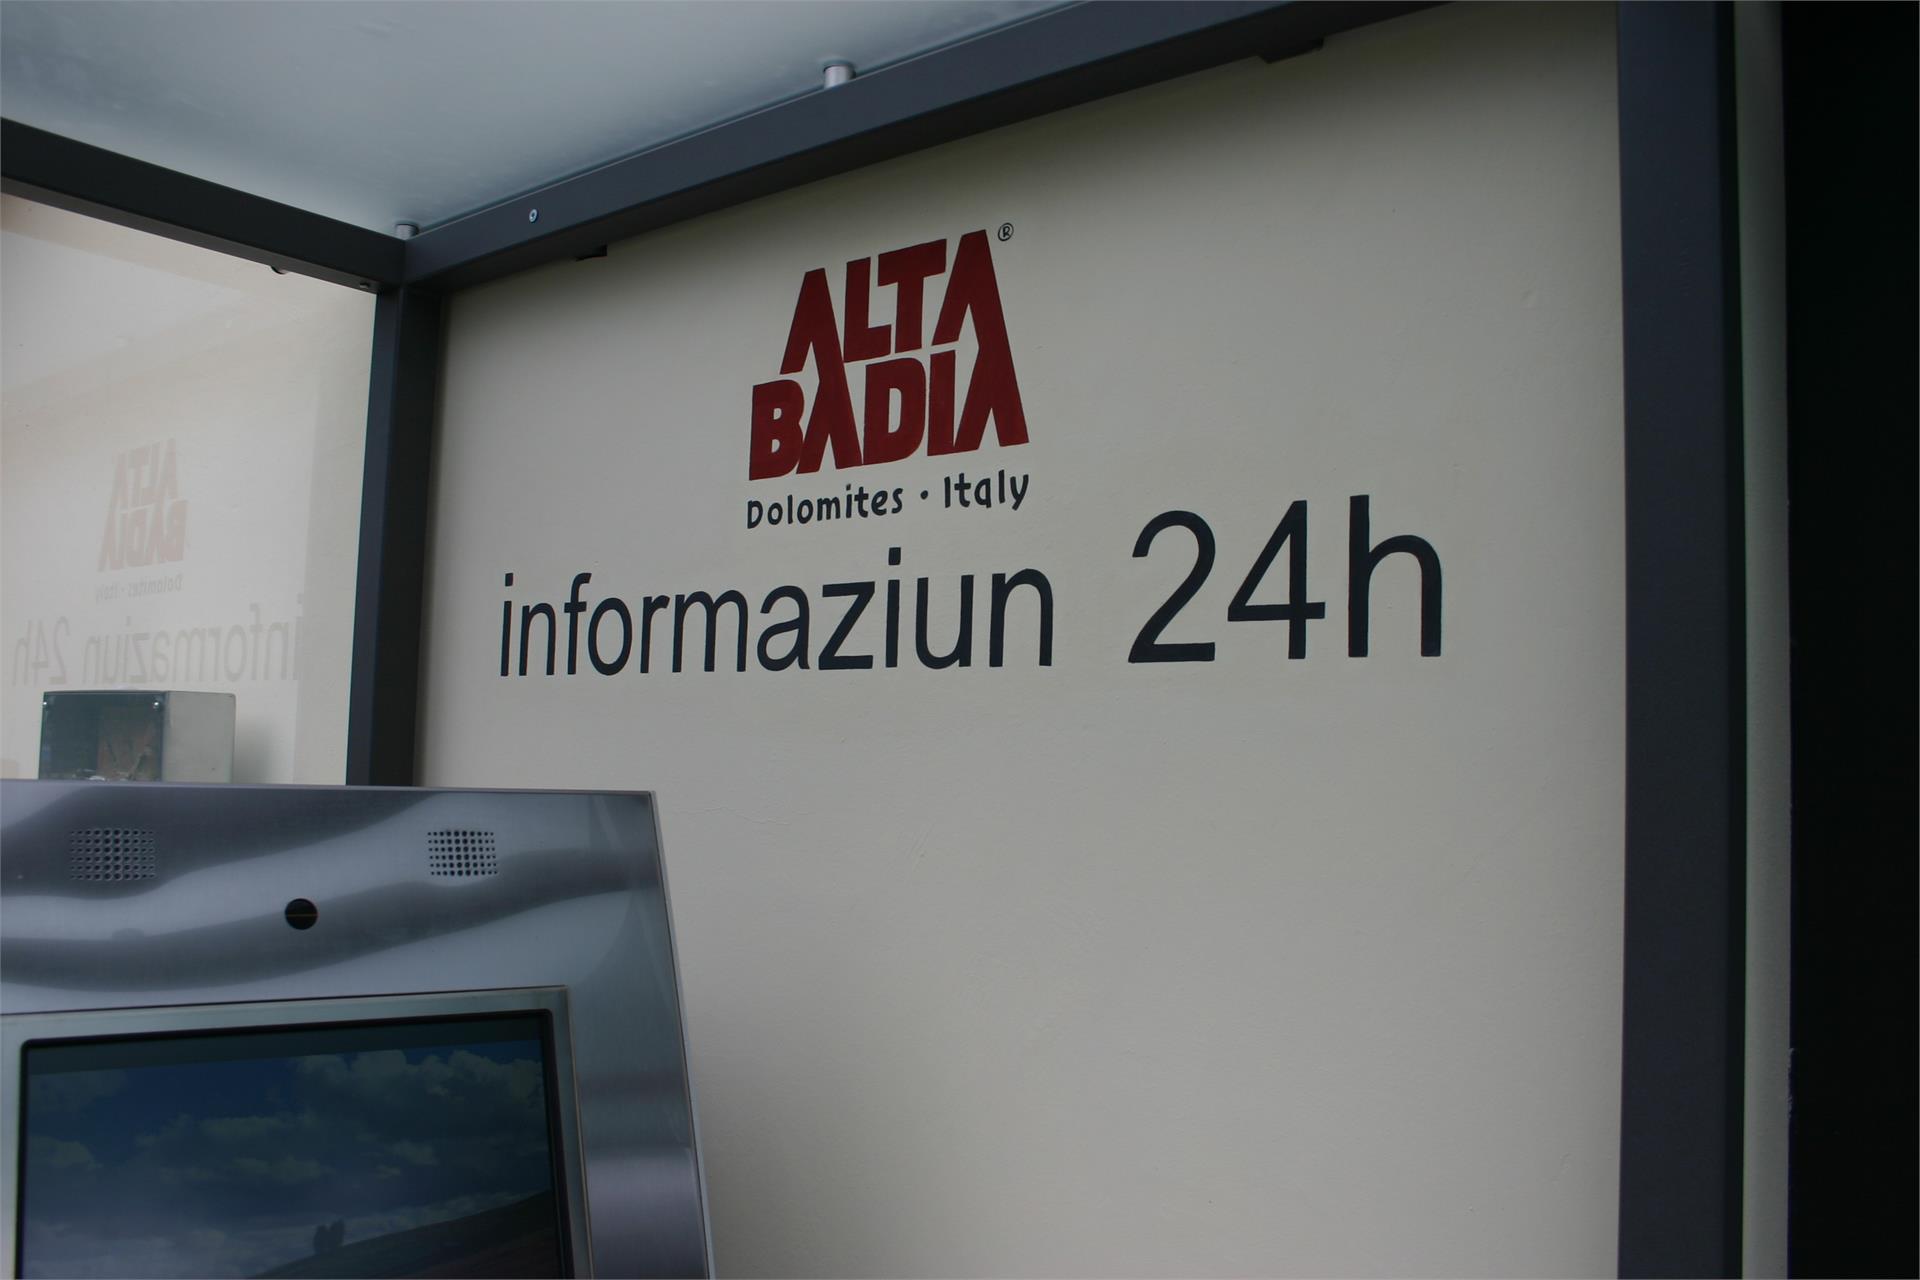 ALTA®
BADIA
Dolomites · Italy
informaziun 24h